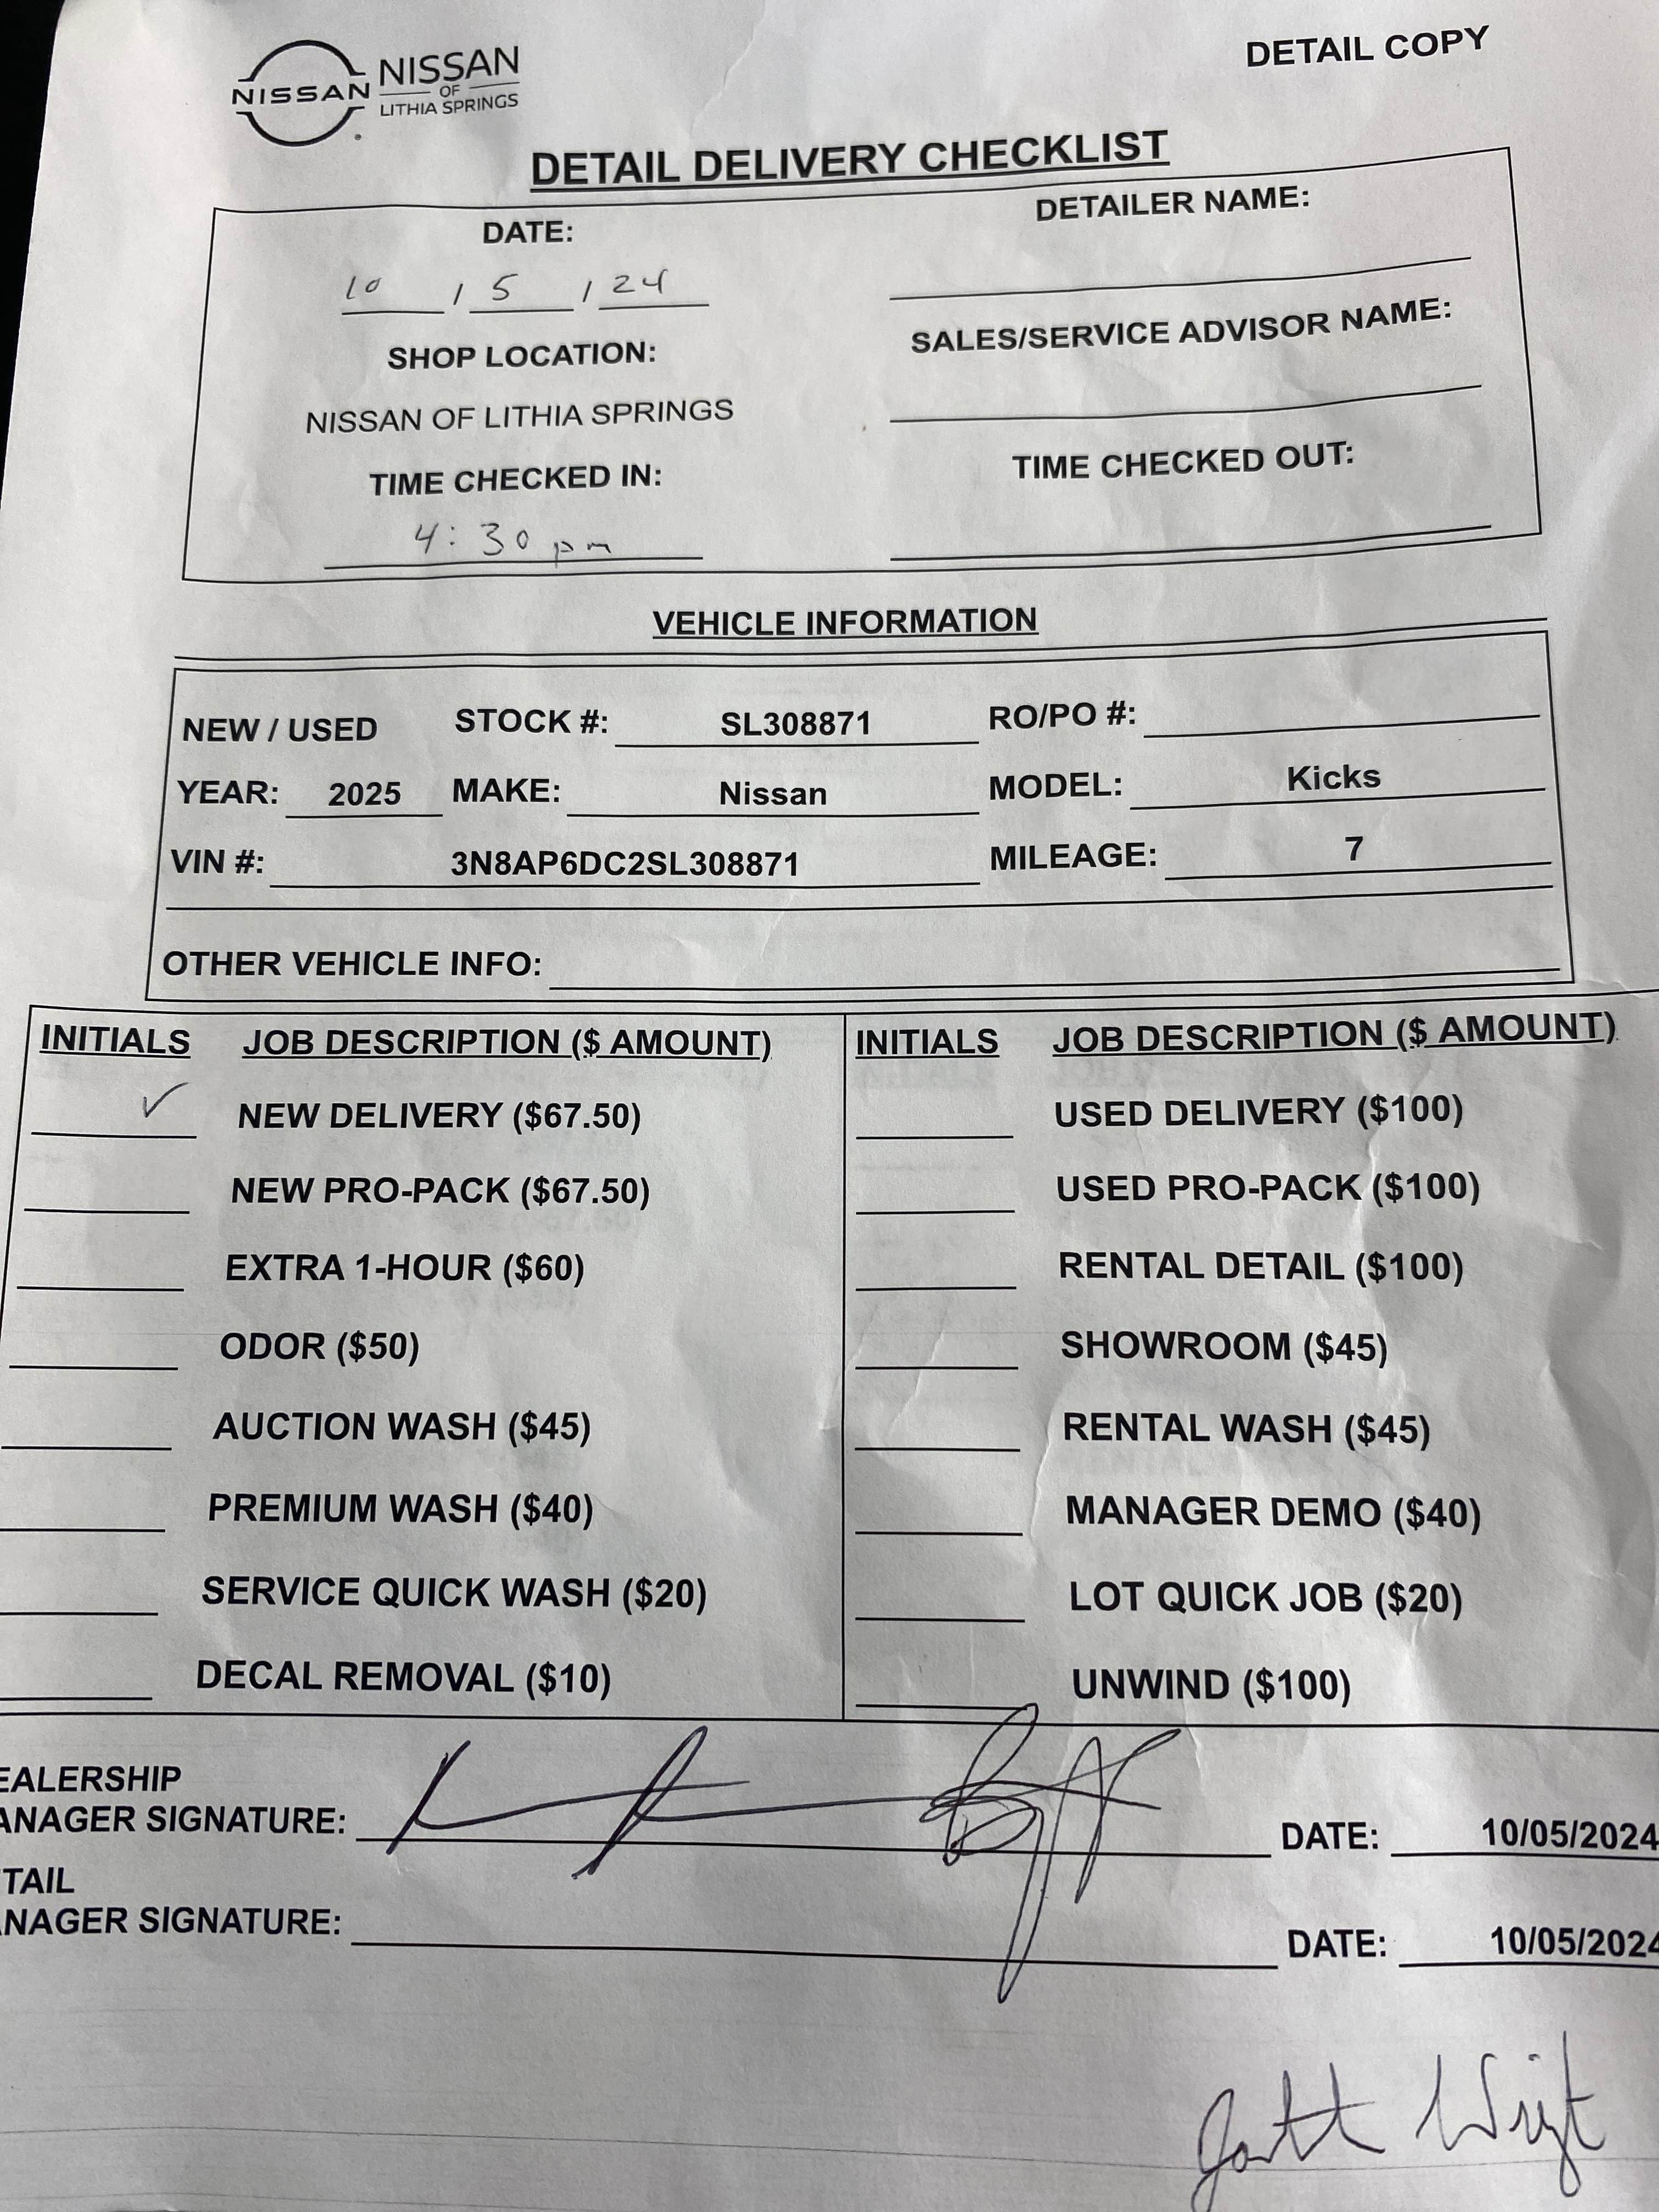 NISSAN NISSAN
OF
LITHIA SPRINGS
DETAIL COPY
DETAIL DELIVERY CHECKLIST
DATE:
10 / 5 / 24
SHOP LOCATION:
NISSAN OF LITHIA SPRINGS
TIME CHECKED IN:
4:30 pm
DETAILER NAME:
SALES/SERVICE ADVISOR NAME:
TIME CHECKED OUT:
VEHICLE INFORMATION
NEW / USED STOCK #: SL308871 RO/PO #:
YEAR: 2025 MAKE: Nissan MODEL: Kicks
VIN #: 3N8AP6DC2SL308871 MILEAGE: 7
OTHER VEHICLE INFO:
INITIALS JOB DESCRIPTION ($ AMOUNT)
✓ NEW DELIVERY ($67.50)
NEW PRO-PACK ($67.50)
EXTRA 1-HOUR ($60)
ODOR ($50)
AUCTION WASH ($45)
PREMIUM WASH ($40)
SERVICE QUICK WASH ($20)
DECAL REMOVAL ($10)
INITIALS JOB DESCRIPTION ($ AMOUNT)
USED DELIVERY ($100)
USED PRO-PACK ($100)
RENTAL DETAIL ($100)
SHOWROOM ($45)
RENTAL WASH ($45)
MANAGER DEMO ($40)
LOT QUICK JOB ($20)
UNWIND ($100)
EALERSHIP
ANAGER SIGNATURE: DATE: 10/05/2024
TAIL
NAGER SIGNATURE: DATE: 10/05/2024